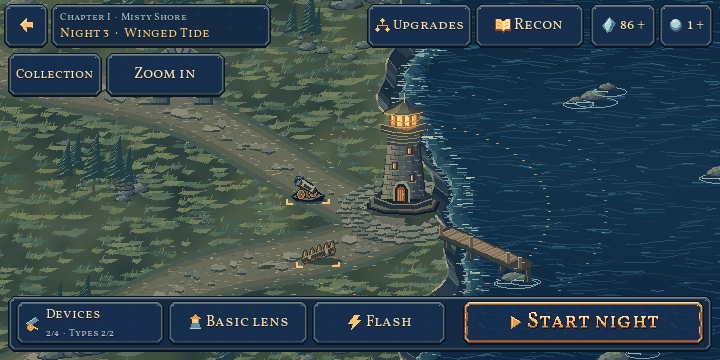 Chapter I · Misty Shore
Night 3 · Winged Tide
Upgrades
Recon
86 +
1 +
Collection
Zoom in
Devices
2/4 · Types 2/2
Basic lens
Flash
Start night